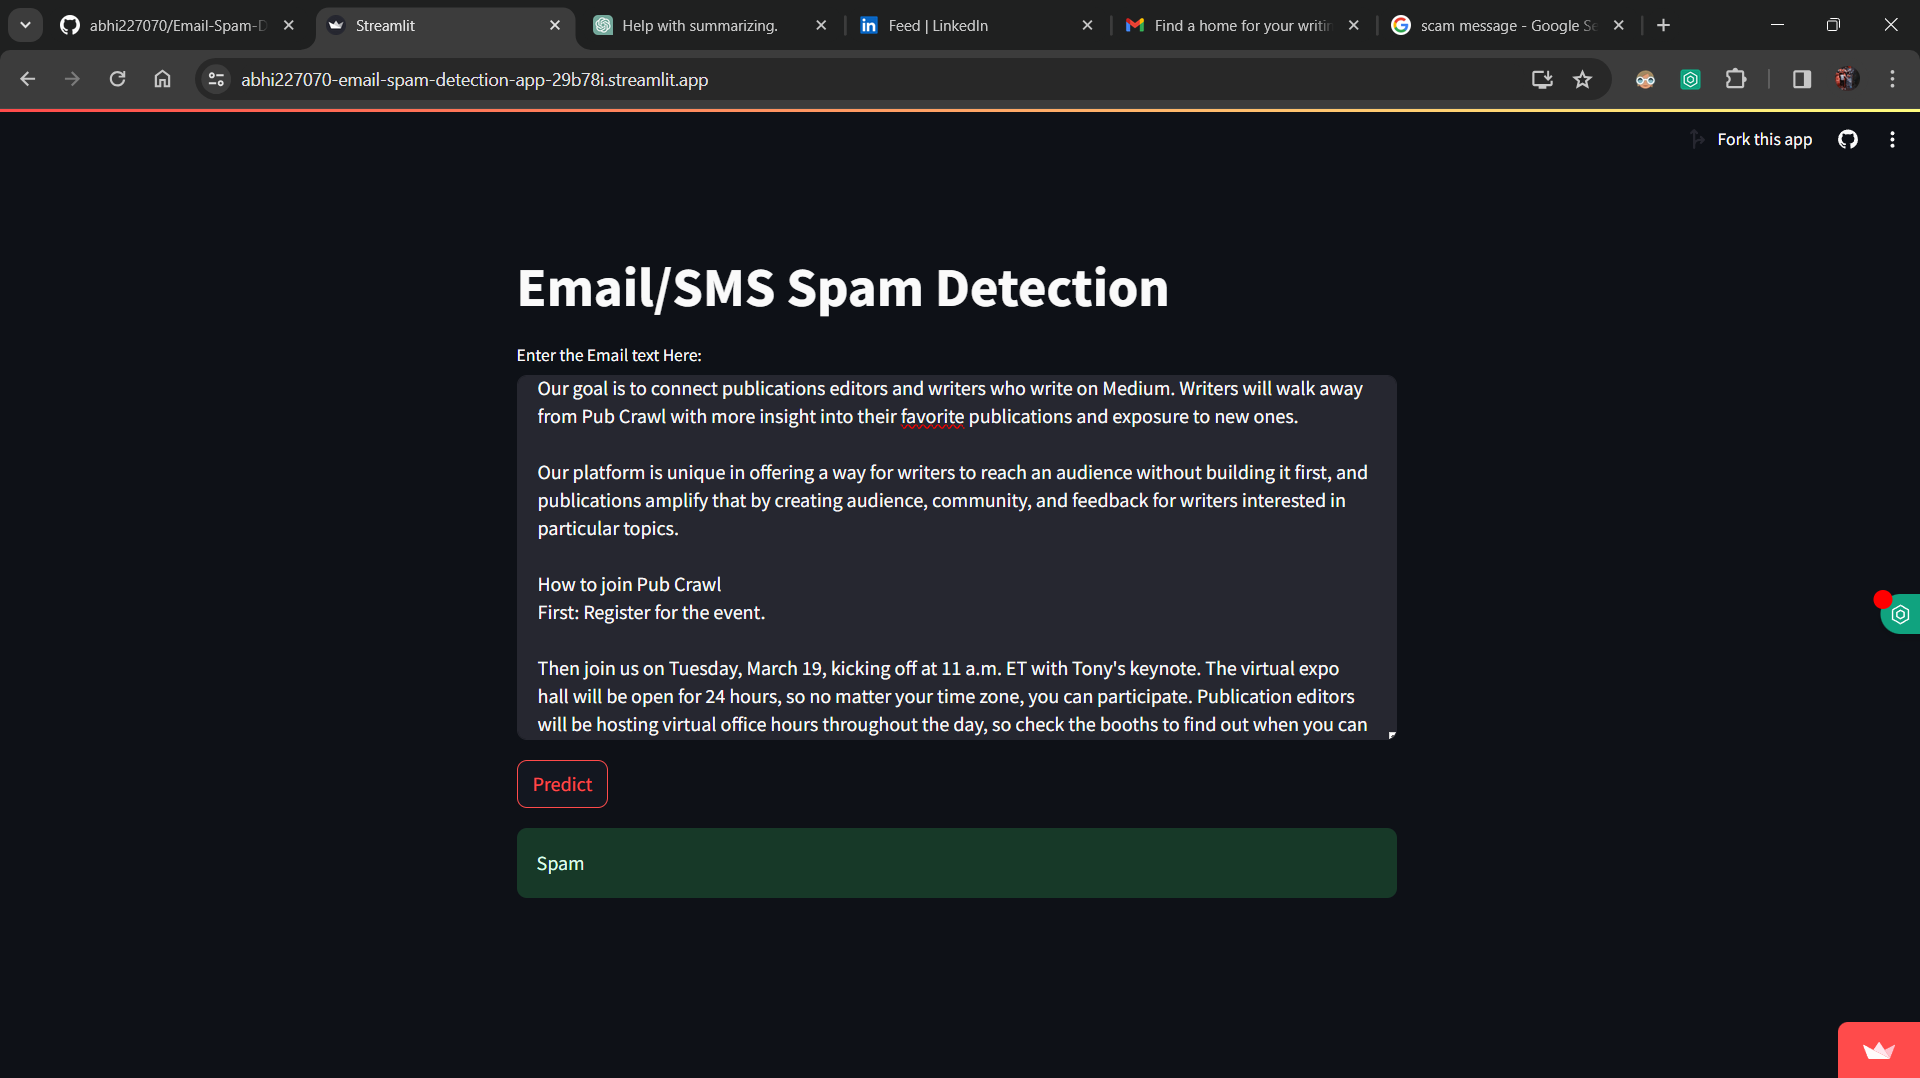 abhi227070/Email-Spam-D
Streamlit
Help with summarizing.
Feed | LinkedIn
Find a home for your writin
scam message - Google Se
abhi227070-email-spam-detection-app-29b78i.streamlit.app
Fork this app
Email/SMS Spam Detection
Enter the Email text Here:
Our goal is to connect publications editors and writers who write on Medium. Writers will walk away
from Pub Crawl with more insight into their favorite publications and exposure to new ones.
Our platform is unique in offering a way for writers to reach an audience without building it first, and
publications amplify that by creating audience, community, and feedback for writers interested in
particular topics.
How to join Pub Crawl
First: Register for the event.
Then join us on Tuesday, March 19, kicking off at 11 a.m. ET with Tony's keynote. The virtual expo
hall will be open for 24 hours, so no matter your time zone, you can participate. Publication editors
will be hosting virtual office hours throughout the day, so check the booths to find out when you can
Predict
Spam